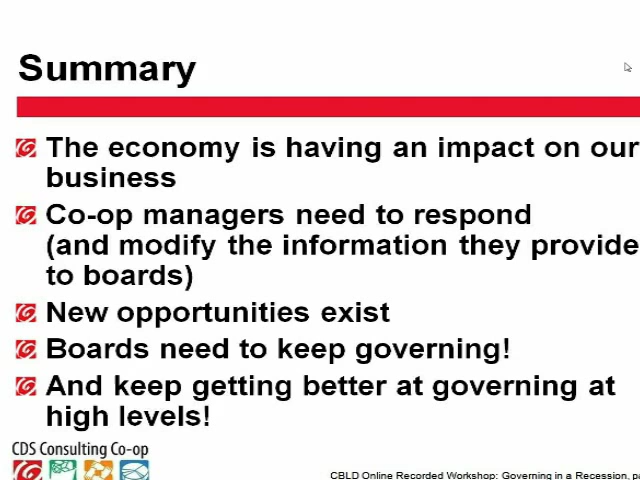 Summary
The economy is having an impact on our
business
Co-op managers need to respond
(and modify the information they provide
to boards)
New opportunities exist
Boards need to keep governing!
And keep getting better at governing at
high levels!
CDS Consulting Co-op
CBLD Online Recorded Workshop: Governing in a Recession,